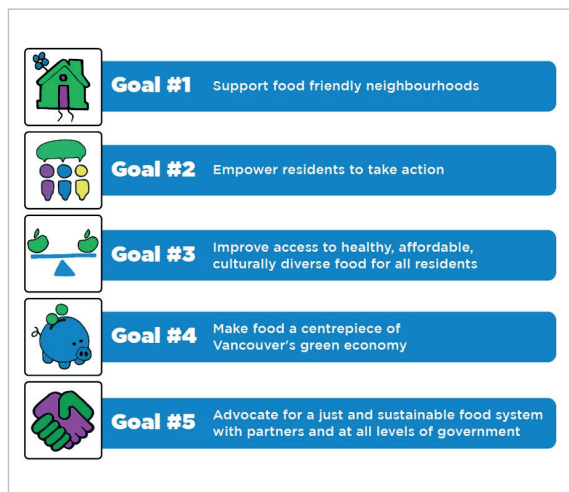 Goal #1
Support food friendly neighbourhoods
Goal #2
Empower residents to take action
Goal #3
Improve access to healthy, affordable,
culturally diverse food for all residents
Goal #4
Make food a centrepiece of
Vancouver's green economy
Goal #5
Advocate for a just and sustainable food system
with partners and at all levels of government